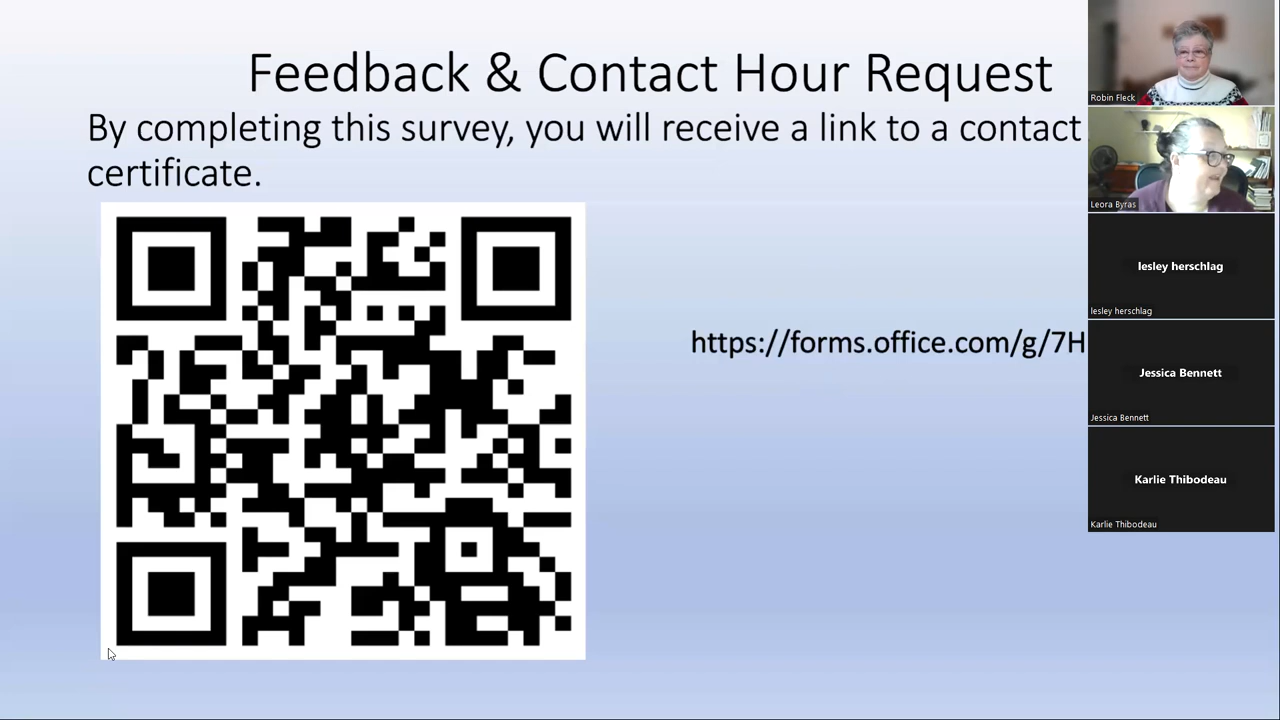 Feedback & Contact Hour Request
By completing this survey, you will receive a link to a contact
certificate.
https://forms.office.com/g/7H
Robin Fleck
Leora Byras
lesley herschlag
lesley herschlag
Jessica Bennett
Jessica Bennett
Karlie Thibodeau
Karlie Thibodeau